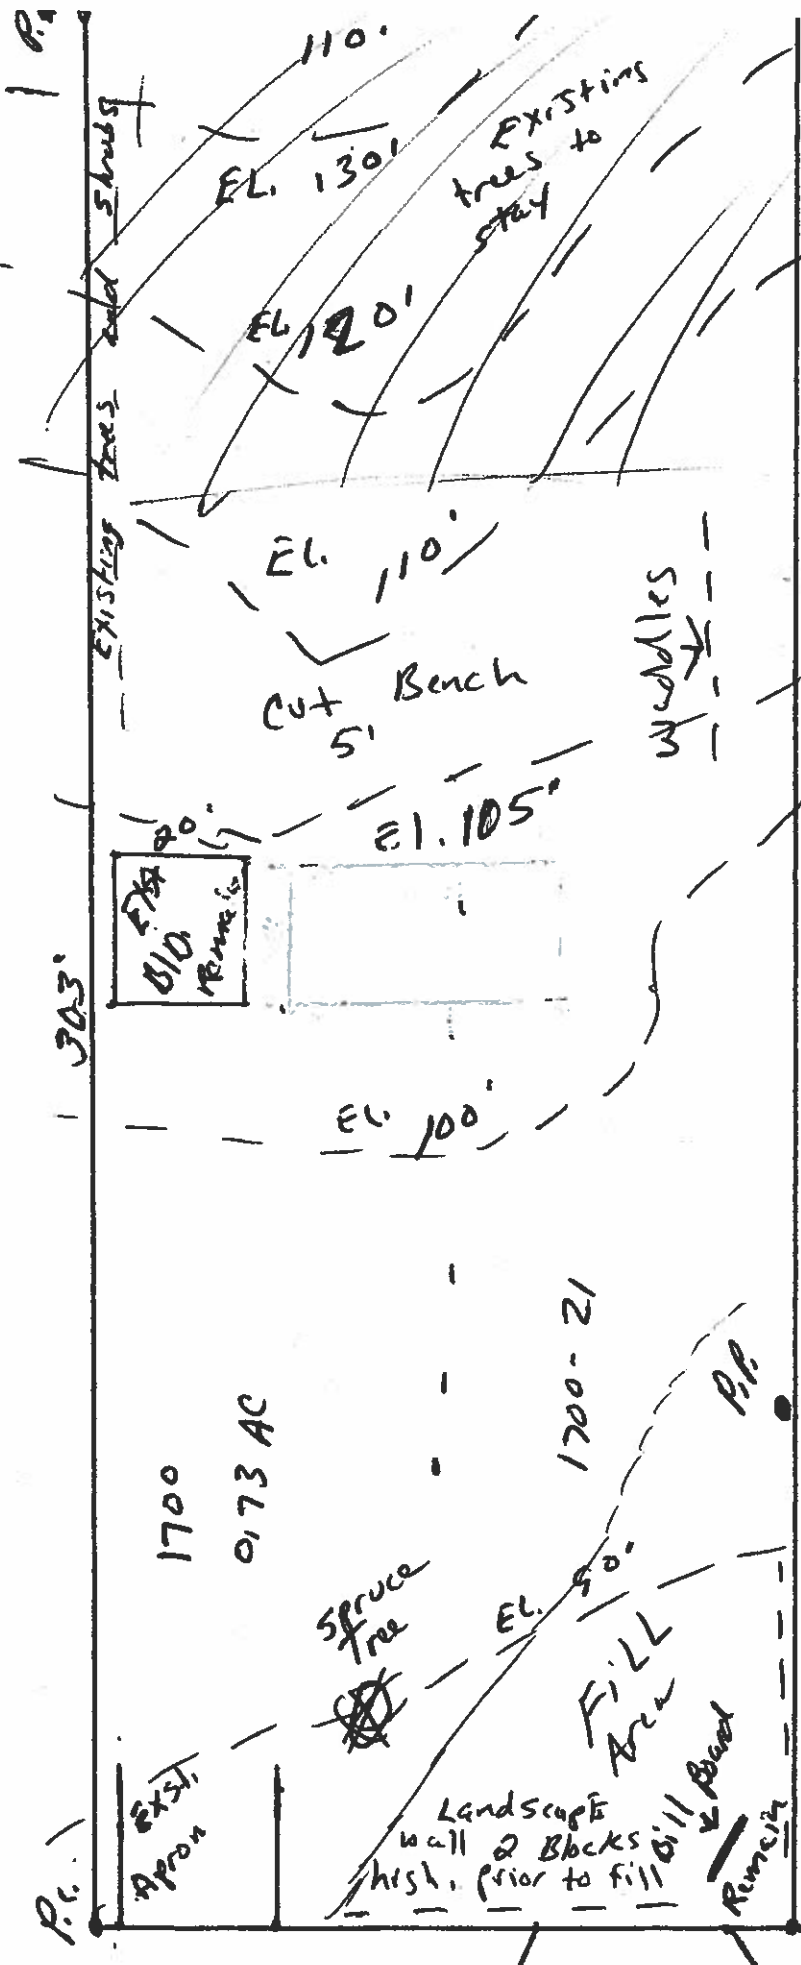 110.
EL. 130'
Existing
trees to
stay
EL. 120'
Existing trees and shrubs
EL. 110'
Cut Bench
5'
Waddles
El. 105'
20'
Exst
Bld.
Remain
303'
EL. 100'
1700
0.73 AC
1700-21
P.P.
Spruce
tree
EL. 90'
Fill
Area
Exst.
Apron
Landscape
wall 2 Blocks
high, prior to fill
Bill Board
Remain